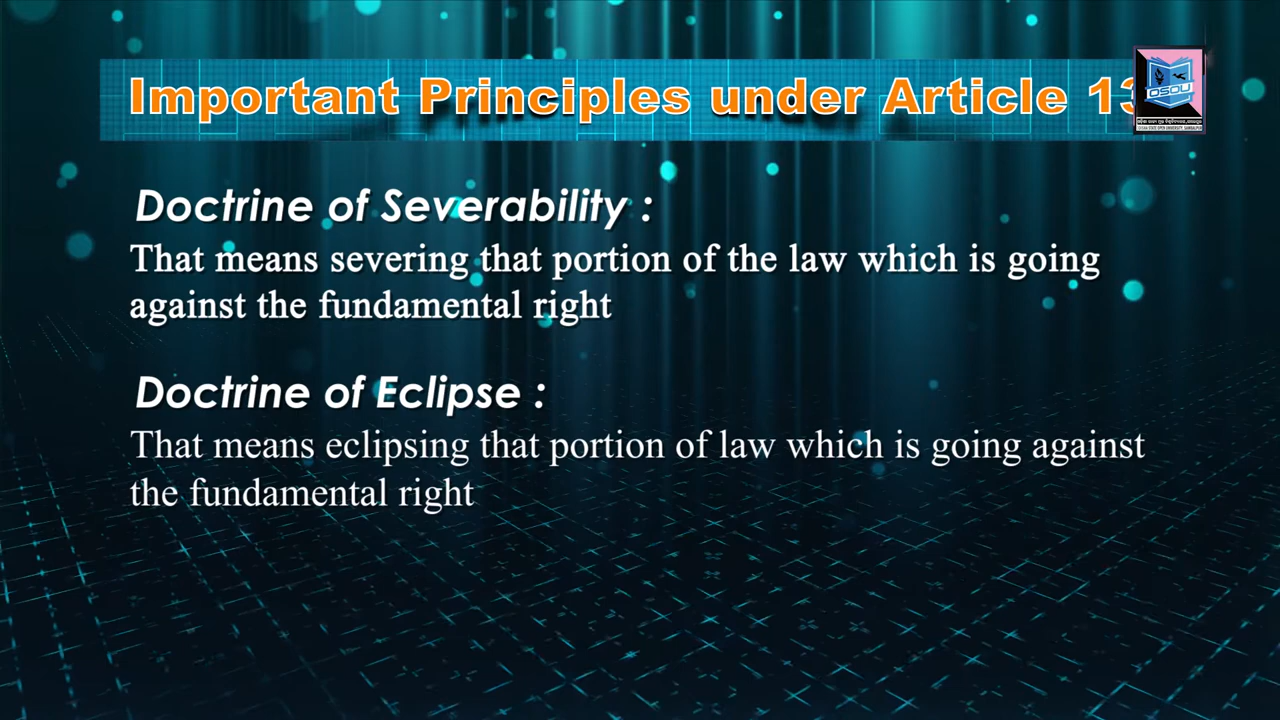 Important Principles under Article 13
OSOU
Doctrine of Severability :
That means severing that portion of the law which is going
against the fundamental right
Doctrine of Eclipse :
That means eclipsing that portion of law which is going against
the fundamental right